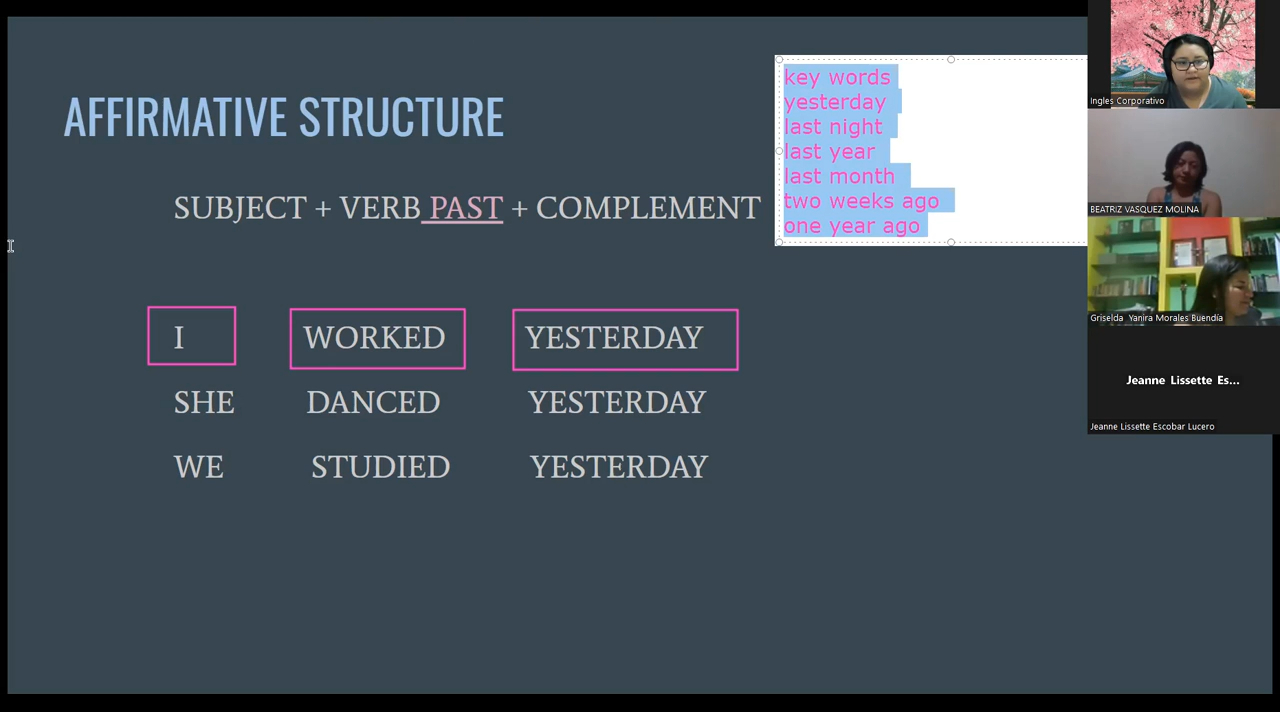 AFFIRMATIVE STRUCTURE
SUBJECT + VERB PAST + COMPLEMENT
key words
yesterday
last night
last year
last month
two weeks ago
one year ago
I WORKED YESTERDAY
SHE DANCED YESTERDAY
WE STUDIED YESTERDAY
Ingles Corporativo
BEATRIZ VASQUEZ MOLINA
Griselda Yanira Morales Buendía
Jeanne Lissette Es...
Jeanne Lissette Escobar Lucero